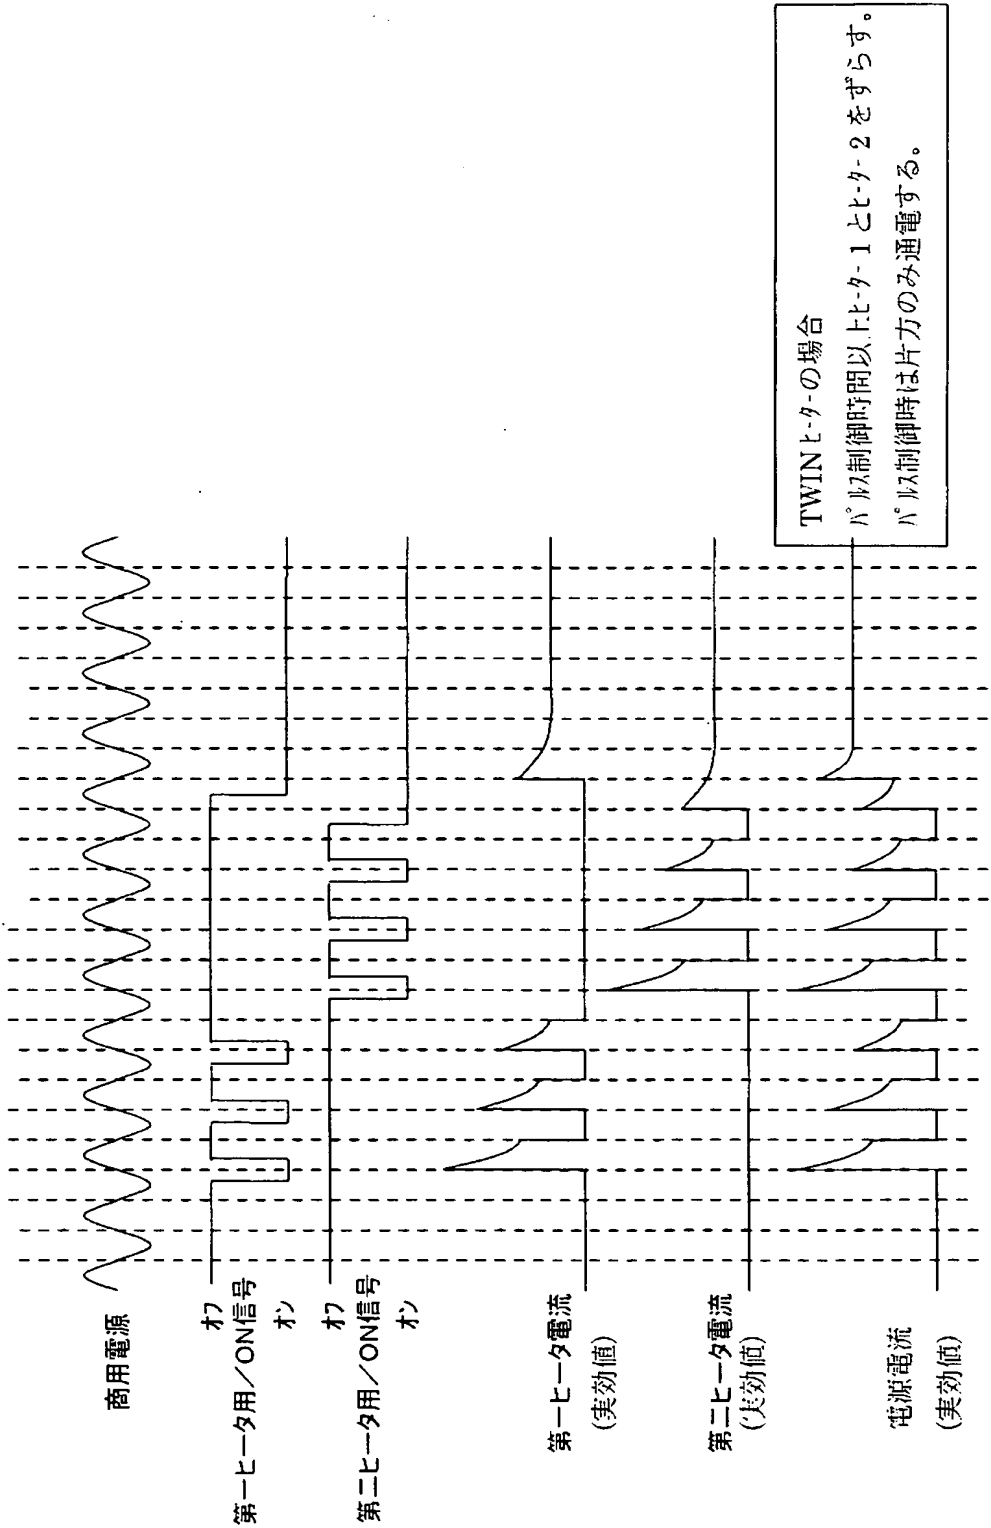 商用電源
オフ
第一ヒータ用／ON信号
オン
オフ
第二ヒータ用／ON信号
オン
第一ヒータ電流
(実効値)
第二ヒータ電流
(実効値)
電源電流
(実効値)
TWINヒーターの場合
パルス制御時間以上ヒーター1とヒーター2をずらす。
パルス制御時は片方のみ通電する。